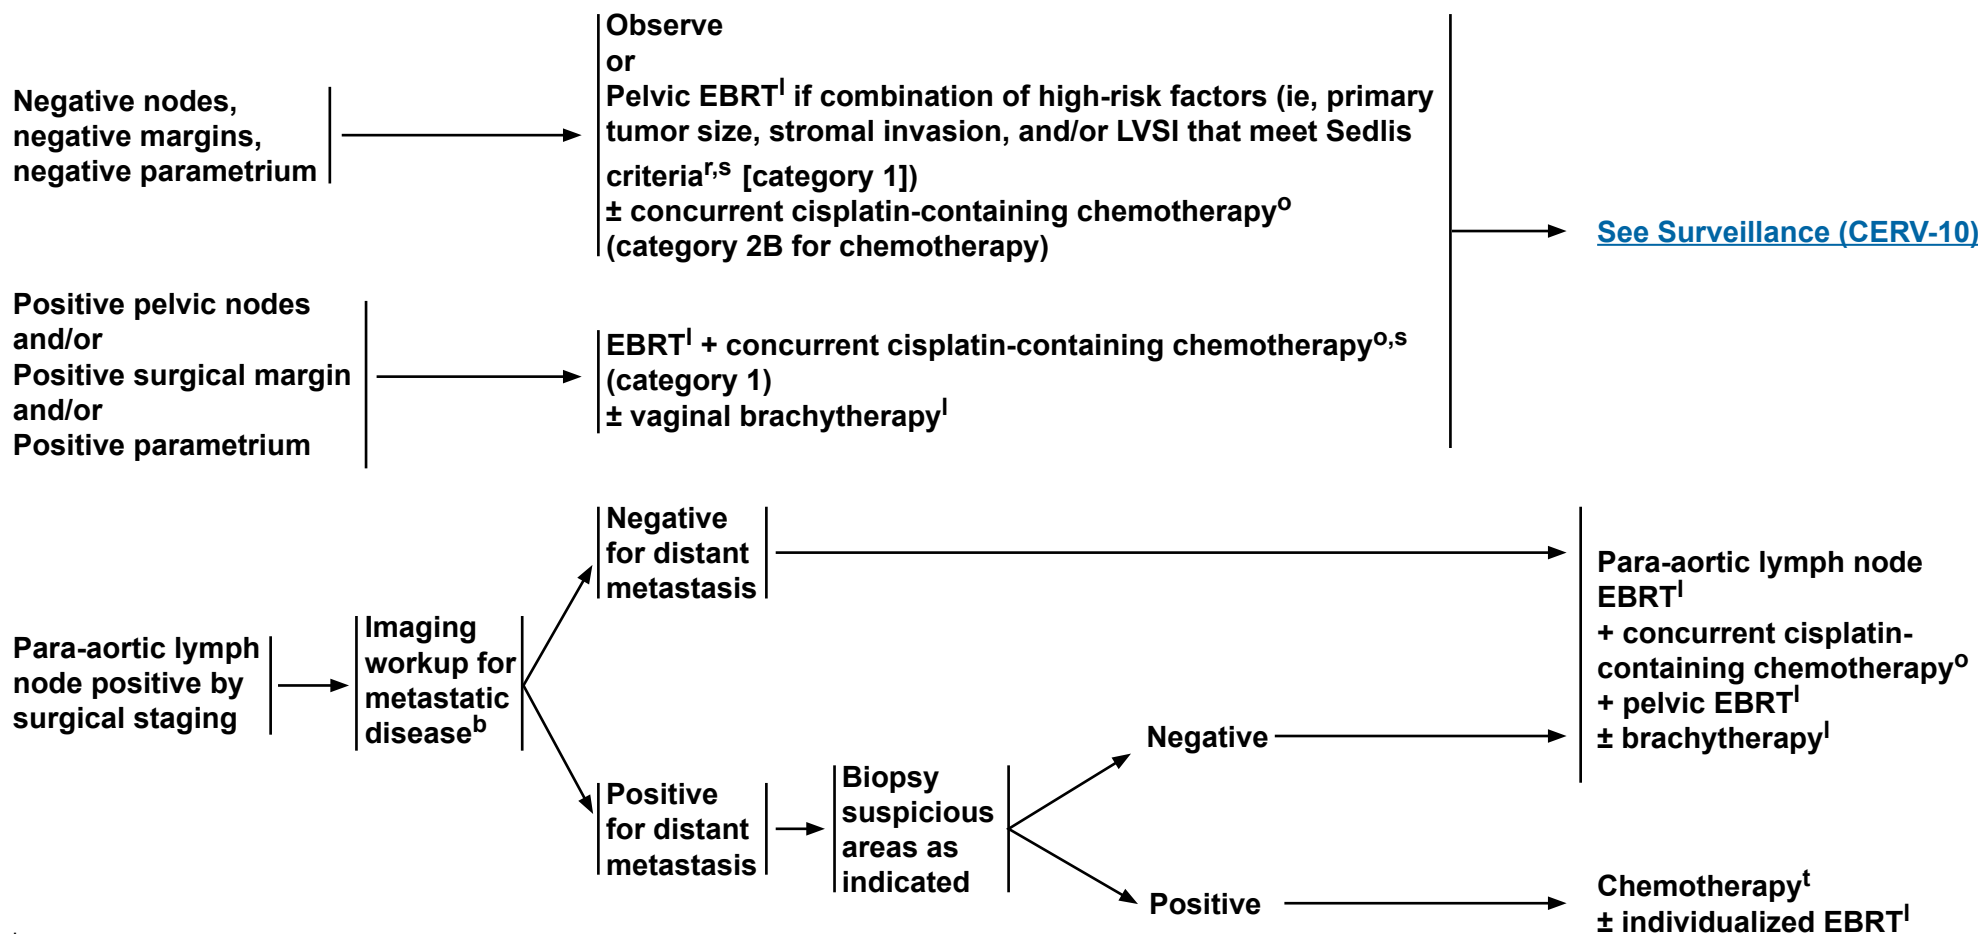 Negative nodes,
negative margins,
negative parametrium
Observe
or
Pelvic EBRTˡ if combination of high-risk factors (ie, primary
tumor size, stromal invasion, and/or LVSI that meet Sedlis
criteriaʳ,ˢ [category 1])
± concurrent cisplatin-containing chemotherapyᵒ
(category 2B for chemotherapy)
See Surveillance (CERV-10)
Positive pelvic nodes
and/or
Positive surgical margin
and/or
Positive parametrium
EBRTˡ + concurrent cisplatin-containing chemotherapyᵒ,ˢ
(category 1)
± vaginal brachytherapyˡ
Para-aortic lymph
node positive by
surgical staging
Imaging
workup for
metastatic
diseaseᵇ
Negative
for distant
metastasis
Positive
for distant
metastasis
Biopsy
suspicious
areas as
indicated
Negative
Positive
Para-aortic lymph node
EBRTˡ
+ concurrent cisplatin-
containing chemotherapyᵒ
+ pelvic EBRTˡ
± brachytherapyˡ
Chemotherapyᵗ
± individualized EBRTˡ